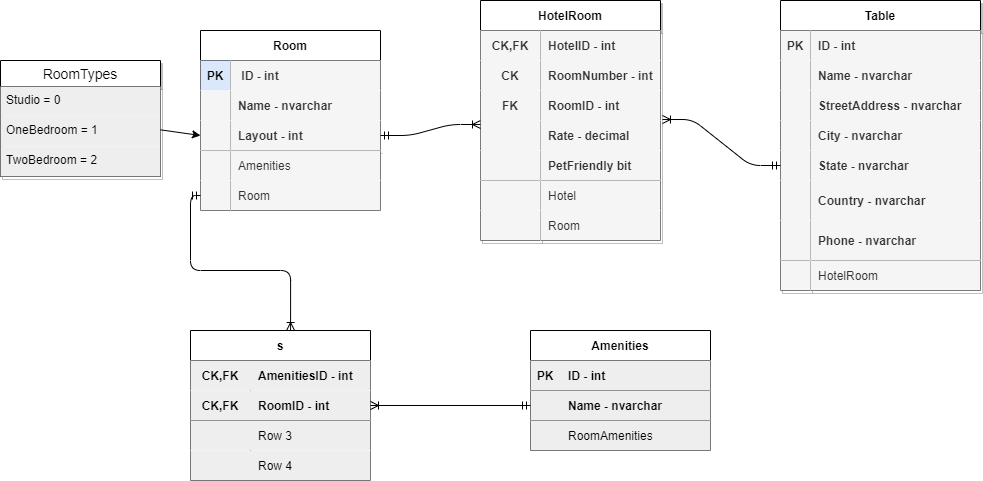 RoomTypes
Studio = 0
OneBedroom = 1
TwoBedroom = 2
Room
PK ID - int
Name - nvarchar
Layout - int
Amenities
Room
HotelRoom
CK,FK HotelID - int
CK RoomNumber - int
FK RoomID - int
Rate - decimal
PetFriendly bit
Hotel
Room
Table
PK ID - int
Name - nvarchar
StreetAddress - nvarchar
City - nvarchar
State - nvarchar
Country - nvarchar
Phone - nvarchar
HotelRoom
s
CK,FK AmenitiesID - int
CK,FK RoomID - int
Row 3
Row 4
Amenities
PK ID - int
Name - nvarchar
RoomAmenities